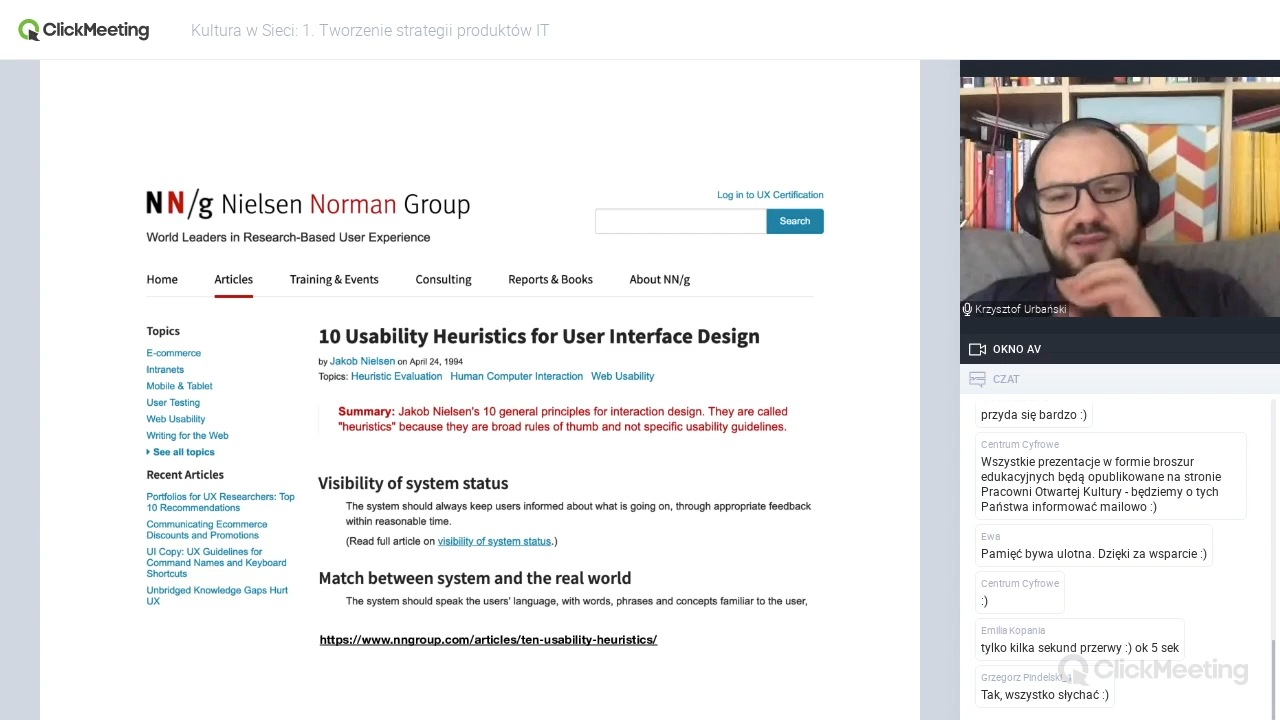 ClickMeeting
Kultura w Sieci: 1. Tworzenie strategii produktów IT
NN/g Nielsen Norman Group
World Leaders in Research-Based User Experience
Log in to UX Certification
Search
Home
Articles
Training & Events
Consulting
Reports & Books
About NN/g
Topics
E-commerce
Intranets
Mobile & Tablet
User Testing
Web Usability
Writing for the Web
See all topics
Recent Articles
Portfolios for UX Researchers: Top
10 Recommendations
Communicating Ecommerce
Discounts and Promotions
UI Copy: UX Guidelines for
Command Names and Keyboard
Shortcuts
Unbridged Knowledge Gaps Hurt
UX
10 Usability Heuristics for User Interface Design
by Jakob Nielsen on April 24, 1994
Topics: Heuristic Evaluation Human Computer Interaction Web Usability
Summary: Jakob Nielsen's 10 general principles for interaction design. They are called
"heuristics" because they are broad rules of thumb and not specific usability guidelines.
Visibility of system status
The system should always keep users informed about what is going on, through appropriate feedback
within reasonable time.
(Read full article on visibility of system status.)
Match between system and the real world
The system should speak the users' language, with words, phrases and concepts familiar to the user,
https://www.nngroup.com/articles/ten-usability-heuristics/
Krzysztof Urbański
OKNO AV
CZAT
przyda się bardzo :)
Centrum Cyfrowe
Wszystkie prezentacje w formie broszur
edukacyjnych będą opublikowane na stronie
Pracowni Otwartej Kultury - będziemy o tych
Państwa informować mailowo :)
Ewa
Pamięć bywa ulotna. Dzięki za wsparcie :)
Centrum Cyfrowe
:)
Emilia Kopania
tylko kilka sekund przerwy :) ok 5 sek
Grzegorz Pindelski_1
Tak, wszystko słychać :)
ClickMeeting